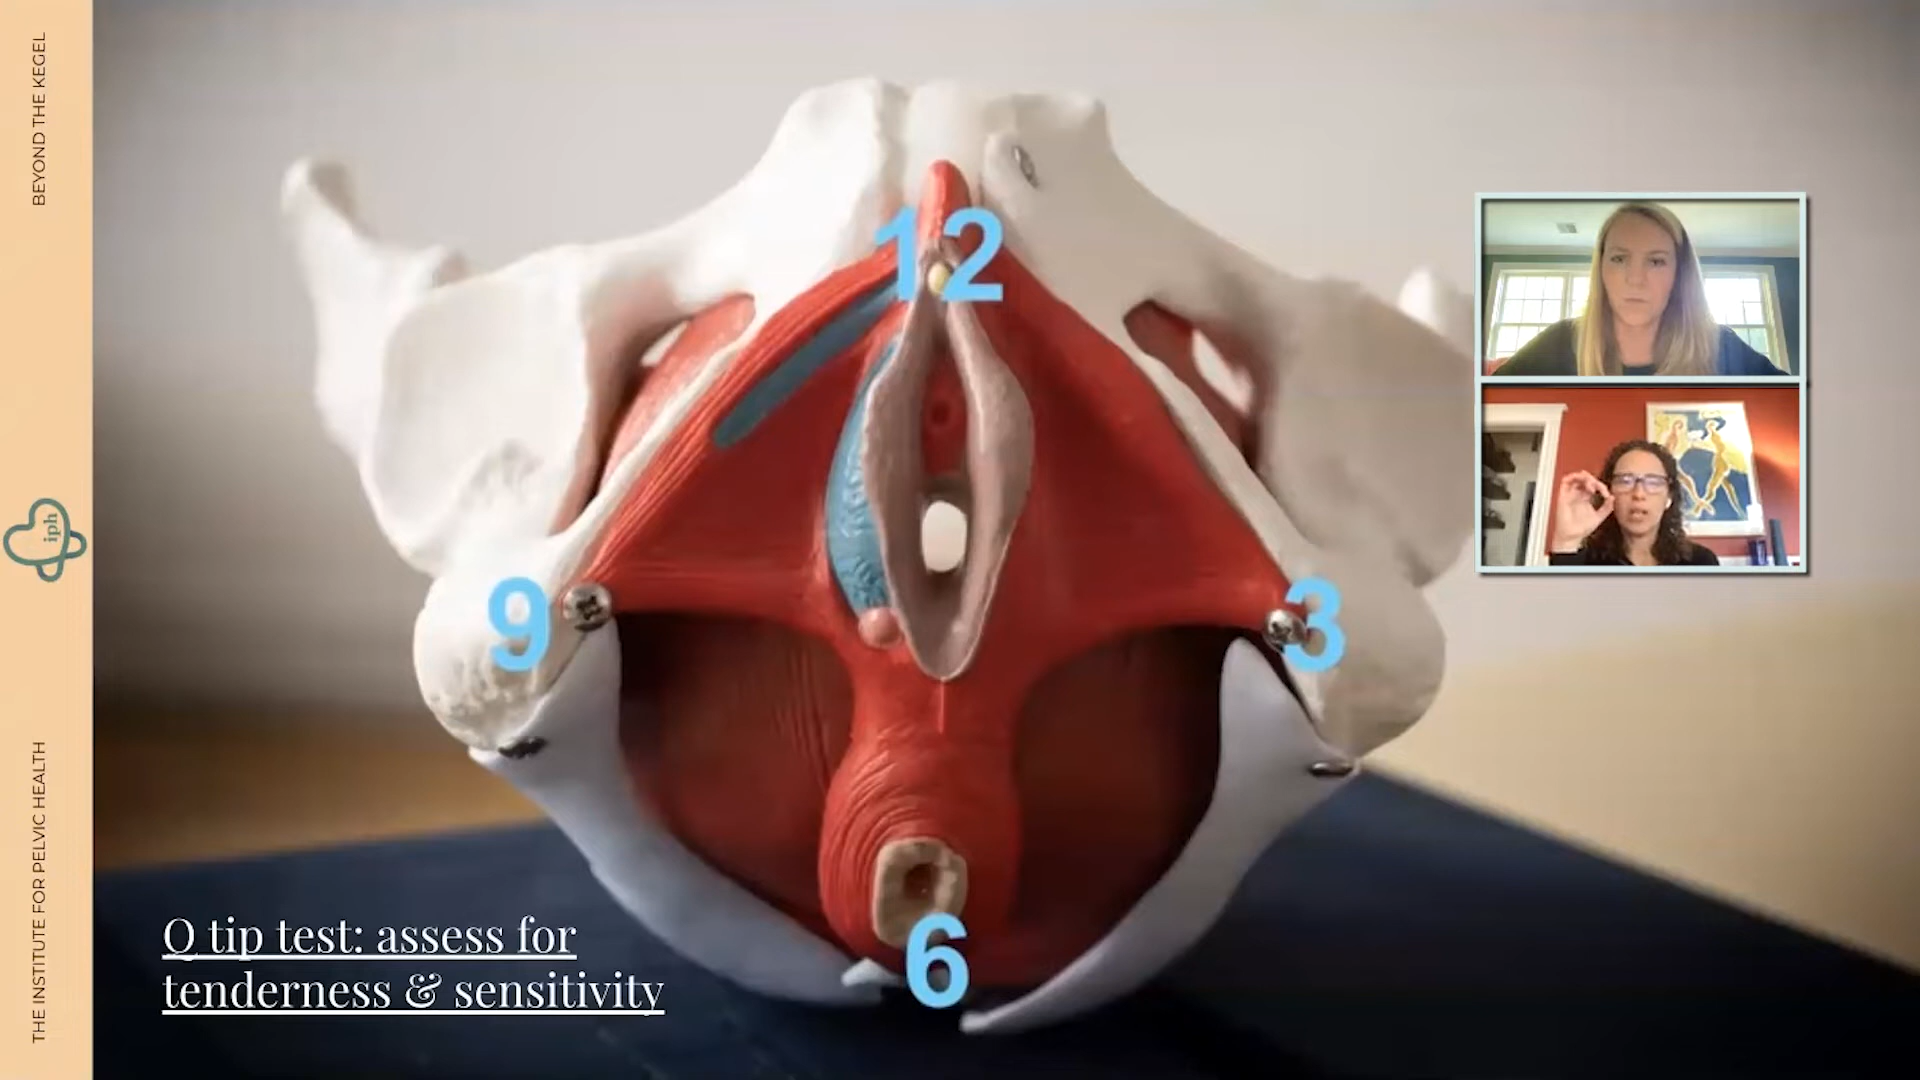 BEYOND THE KEGEL
iph
THE INSTITUTE FOR PELVIC HEALTH
12
9
3
6
Q tip test: assess for
tenderness & sensitivity